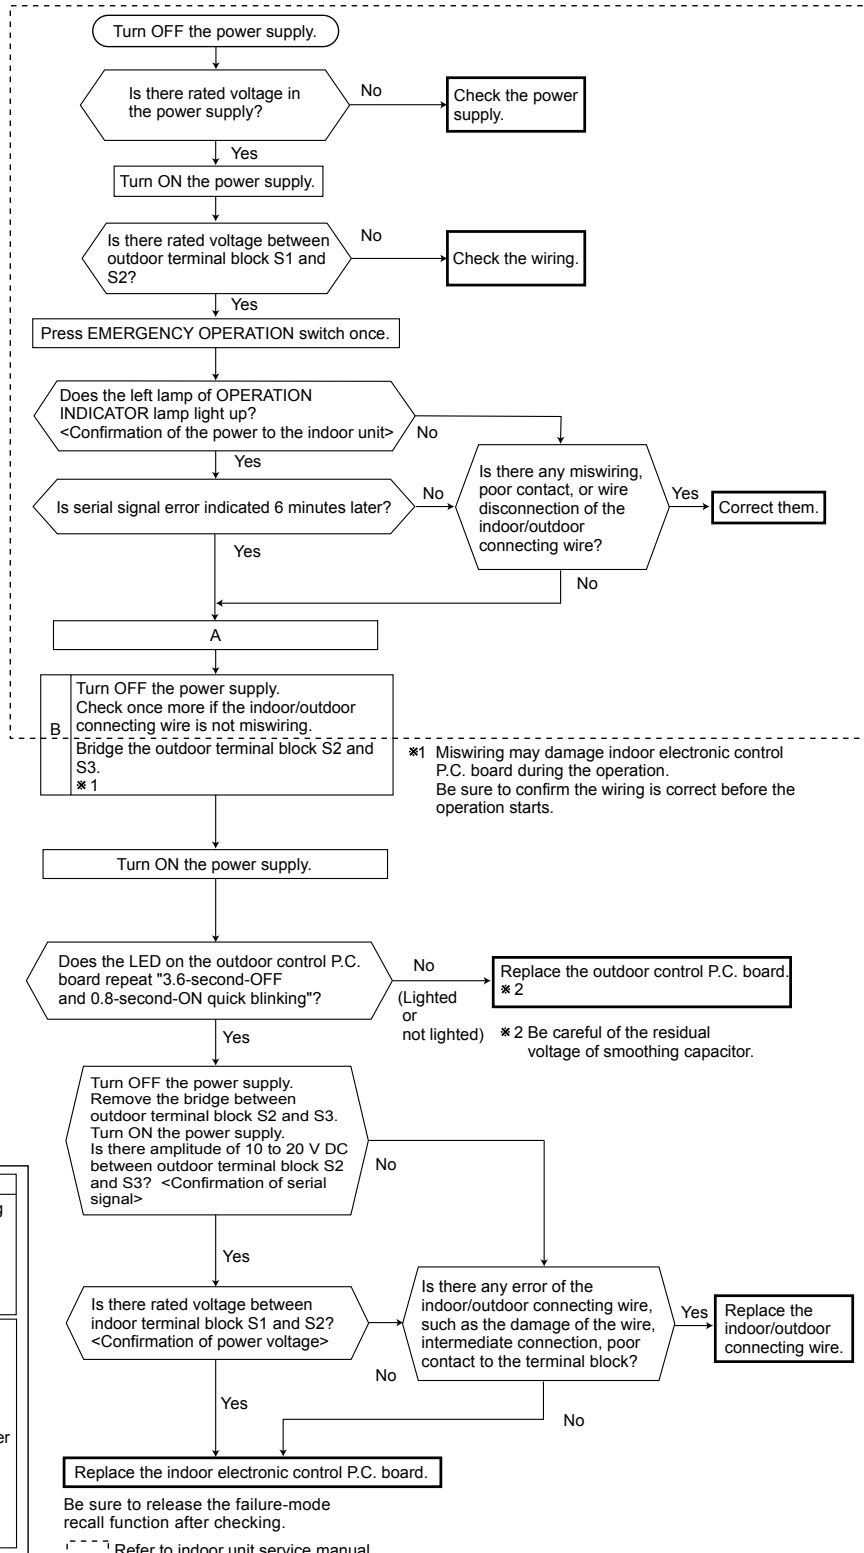 Turn OFF the power supply.
Is there rated voltage in
the power supply?
No
Check the power
supply.
Yes
Turn ON the power supply.
Is there rated voltage between
outdoor terminal block S1 and
S2?
No
Check the wiring.
Yes
Press EMERGENCY OPERATION switch once.
Does the left lamp of OPERATION
INDICATOR lamp light up?
<Confirmation of the power to the indoor unit>
No
Yes
Is serial signal error indicated 6 minutes later?
No
Is there any miswiring,
poor contact, or wire
disconnection of the
indoor/outdoor
connecting wire?
Yes
Correct them.
Yes
No
A
B
Turn OFF the power supply.
Check once more if the indoor/outdoor
connecting wire is not miswiring.
Bridge the outdoor terminal block S2 and
S3.
※1
※1 Miswiring may damage indoor electronic control
P.C. board during the operation.
Be sure to confirm the wiring is correct before the
operation starts.
Turn ON the power supply.
Does the LED on the outdoor control P.C.
board repeat "3.6-second-OFF
and 0.8-second-ON quick blinking"?
No
(Lighted
or
not lighted)
Replace the outdoor control P.C. board.
※2
※2 Be careful of the residual
voltage of smoothing capacitor.
Yes
Turn OFF the power supply.
Remove the bridge between
outdoor terminal block S2 and S3.
Turn ON the power supply.
Is there amplitude of 10 to 20 V DC
between outdoor terminal block S2
and S3? <Confirmation of serial
signal>
No
Yes
Is there rated voltage between
indoor terminal block S1 and S2?
<Confirmation of power voltage>
No
Is there any error of the
indoor/outdoor connecting wire,
such as the damage of the wire,
intermediate connection, poor
contact to the terminal block?
Yes
Replace the
indoor/outdoor
connecting wire.
Yes
No
Replace the indoor electronic control P.C. board.
Be sure to release the failure-mode
recall function after checking.
Refer to indoor unit service manual